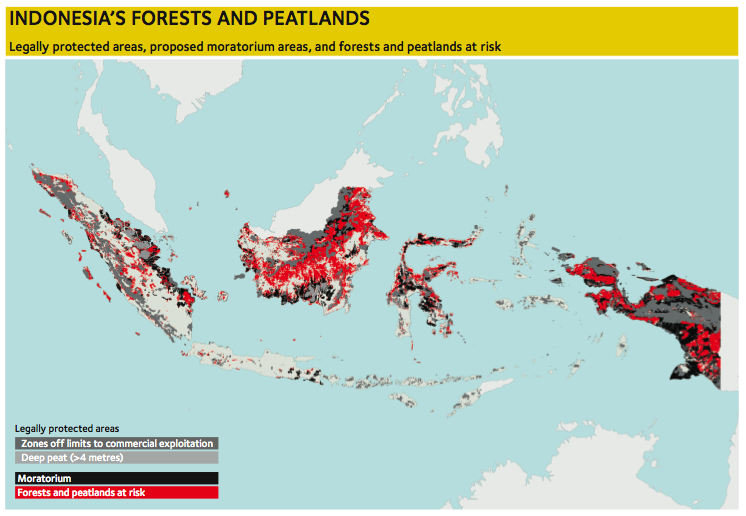 INDONESIA'S FORESTS AND PEATLANDS
Legally protected areas, proposed moratorium areas, and forests and peatlands at risk
Legally protected areas
Zones off limits to commercial exploitation
Deep peat (>4 metres)
Moratorium
Forests and peatlands at risk